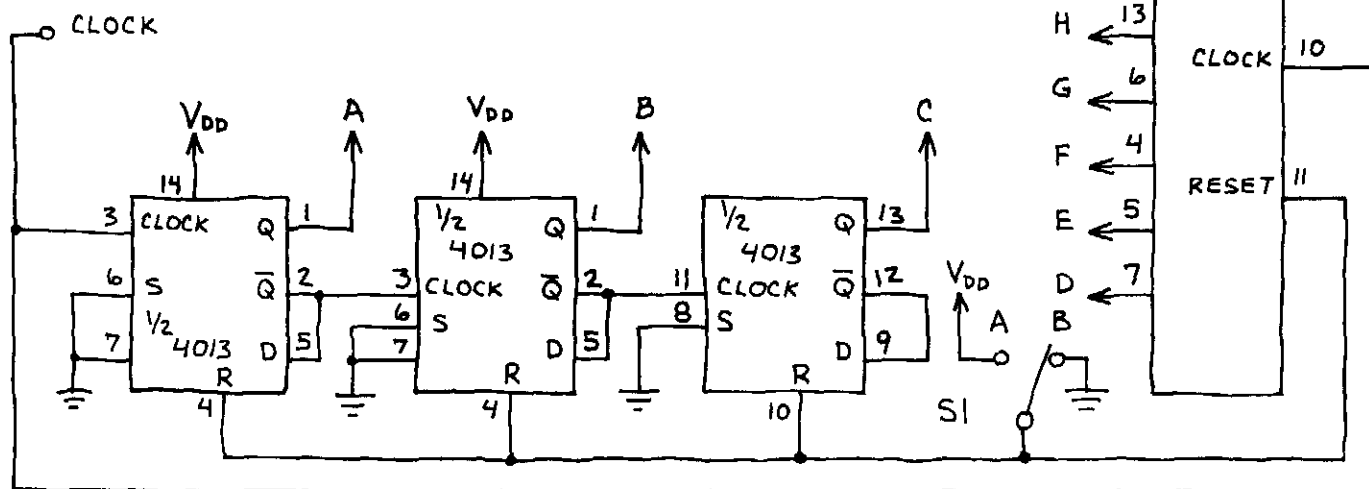 CLOCK
H 13
CLOCK 10
G 6
VDD A VDD B C
F 4
14 14
RESET 11
3 CLOCK Q 1
1/2 4013 Q 1
1/2 4013 Q 13
E 5
6 S Q̅ 2
3 CLOCK Q̅ 2
11 CLOCK Q̅ 12
VDD
D 7
6 S
8 S
A B
7 1/2 4013 D 5
7 D 5
D 9
R R R
4 4 10
S1